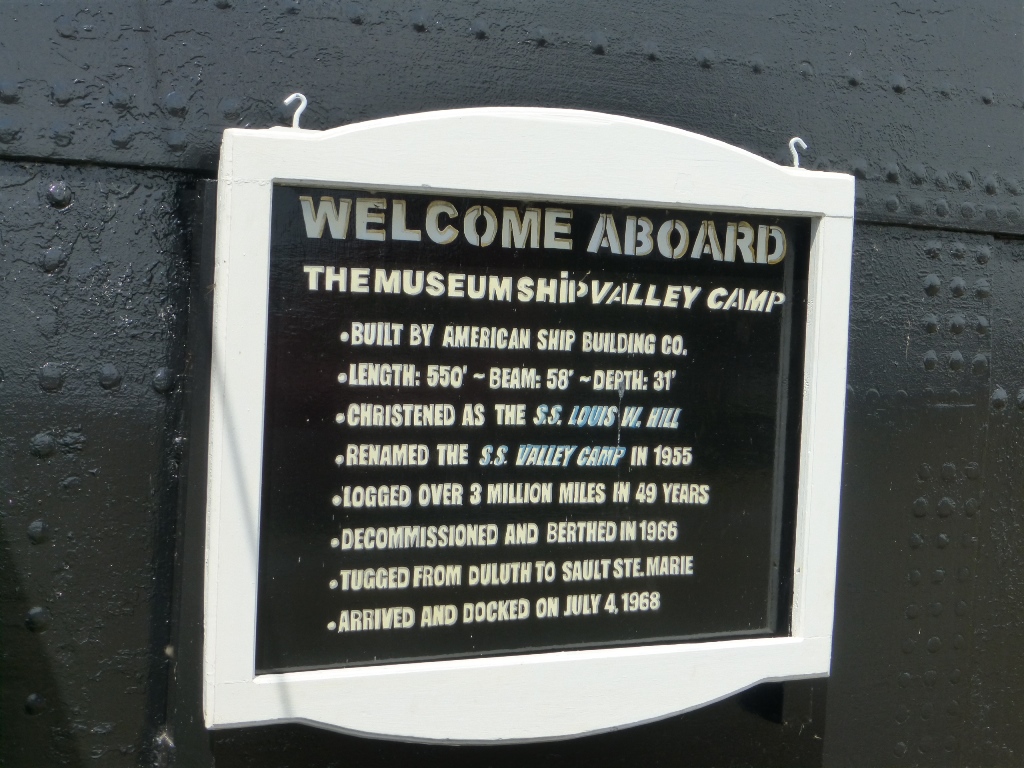 WELCOME ABOARD
THE MUSEUM SHiP VALLEY CAMP
•BUILT BY AMERICAN SHIP BUILDING CO.
•LENGTH: 550' ~ BEAM: 58' ~ DEPTH: 31'
•CHRISTENED AS THE S.S. LOUIS W. HILL
•RENAMED THE S.S. VALLEY CAMP IN 1955
•LOGGED OVER 3 MILLION MILES IN 49 YEARS
•DECOMMISSIONED AND BERTHED IN 1966
•TUGGED FROM DULUTH TO SAULT STE. MARIE
•ARRIVED AND DOCKED ON JULY 4, 1968